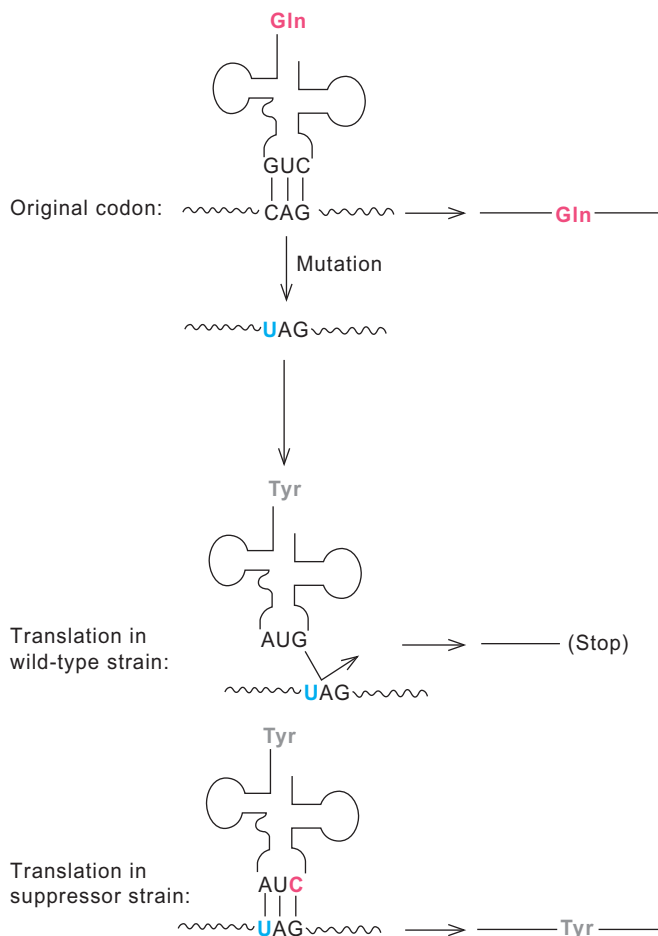 Gln
GUC
Original codon: CAG Gln
Mutation
UAG
Tyr
AUG
Translation in
wild-type strain:
(Stop)
UAG
Tyr
Translation in
suppressor strain:
AUC
UAG Tyr